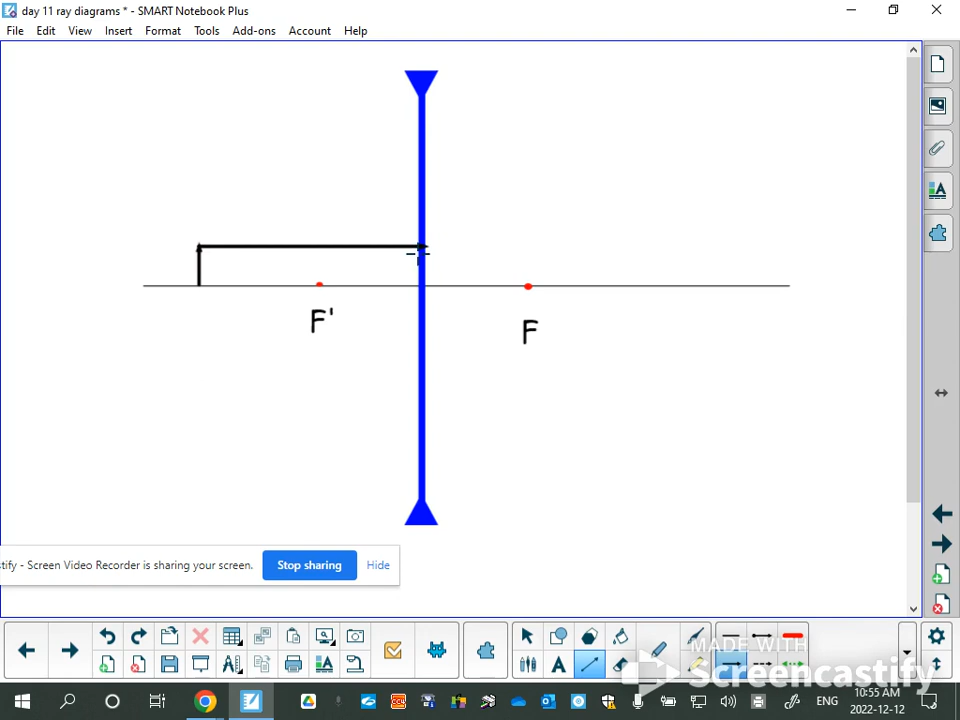 day 11 ray diagrams * - SMART Notebook Plus
File Edit View Insert Format Tools Add-ons Account Help
F'
F
stify - Screen Video Recorder is sharing your screen. Stop sharing Hide
MADE WITH
Screencastify
ENG
10:55 AM
2022-12-12